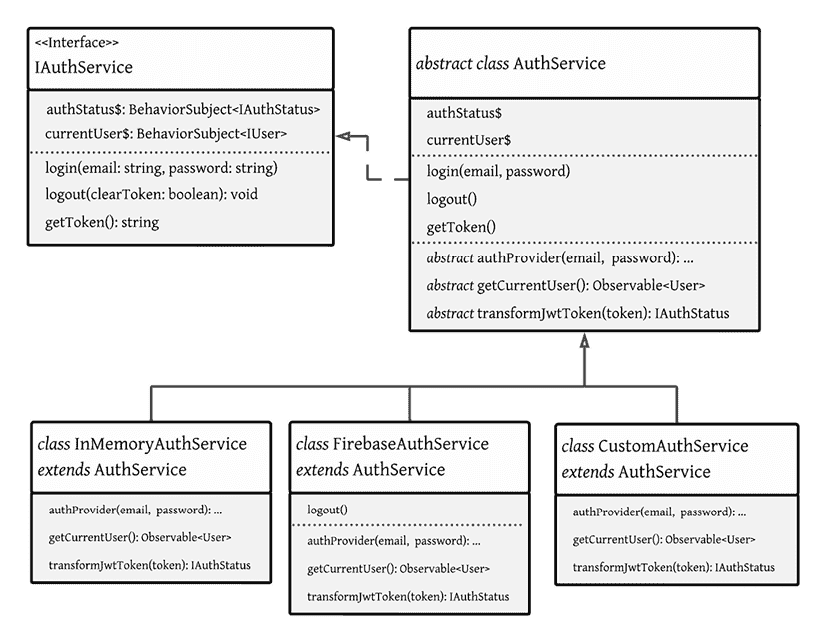 <<Interface>>
IAuthService
authStatus$: BehaviorSubject<IAuthStatus>
currentUser$: BehaviorSubject<IUser>
login(email: string, password: string)
logout(clearToken: boolean): void
getToken(): string
abstract class AuthService
authStatus$
currentUser$
login(email, password)
logout()
getToken()
abstract authProvider(email, password): ...
abstract getCurrentUser(): Observable<User>
abstract transformJwtToken(token): IAuthStatus
class InMemoryAuthService
extends AuthService
authProvider(email, password): ...
getCurrentUser(): Observable<User>
transformJwtToken(token): IAuthStatus
class FirebaseAuthService
extends AuthService
logout()
authProvider(email, password): ...
getCurrentUser(): Observable<User>
transformJwtToken(token): IAuthStatus
class CustomAuthService
extends AuthService
authProvider(email, password): ...
getCurrentUser(): Observable<User>
transformJwtToken(token): IAuthStatus